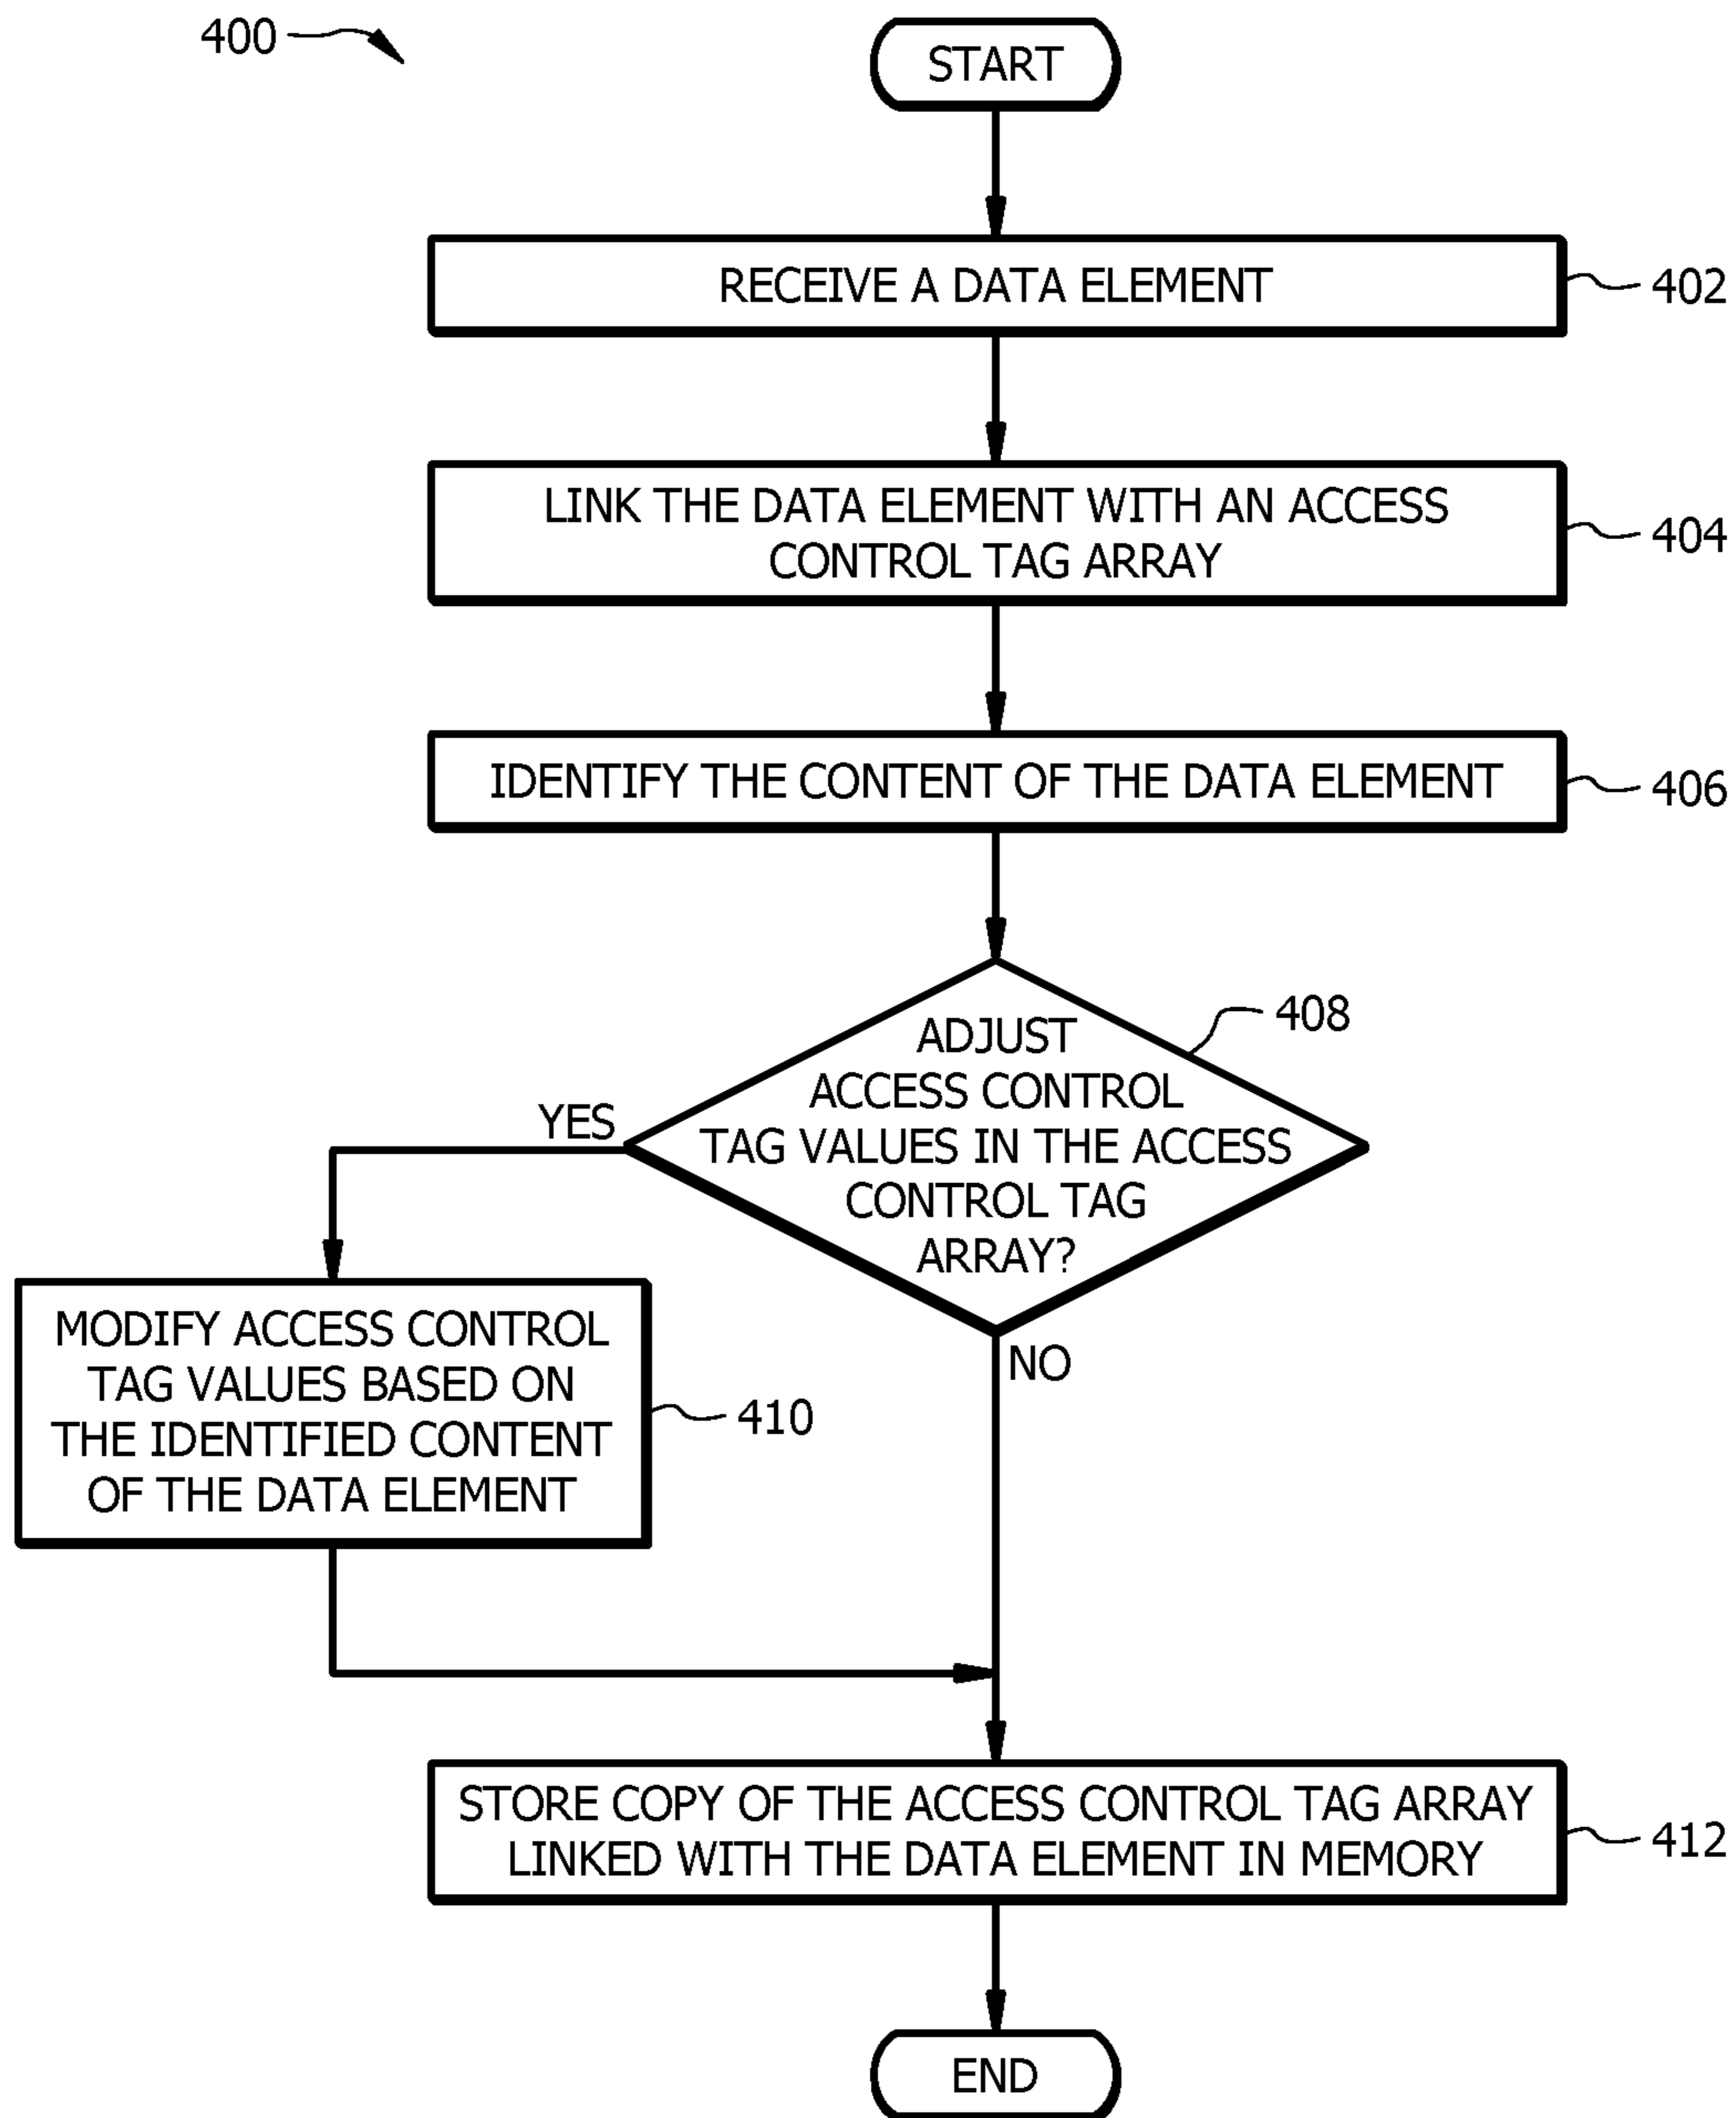 400
START
RECEIVE A DATA ELEMENT
402
LINK THE DATA ELEMENT WITH AN ACCESS
CONTROL TAG ARRAY
404
IDENTIFY THE CONTENT OF THE DATA ELEMENT
406
ADJUST
ACCESS CONTROL
TAG VALUES IN THE ACCESS
CONTROL TAG
ARRAY?
408
YES
NO
MODIFY ACCESS CONTROL
TAG VALUES BASED ON
THE IDENTIFIED CONTENT
OF THE DATA ELEMENT
410
STORE COPY OF THE ACCESS CONTROL TAG ARRAY
LINKED WITH THE DATA ELEMENT IN MEMORY
412
END